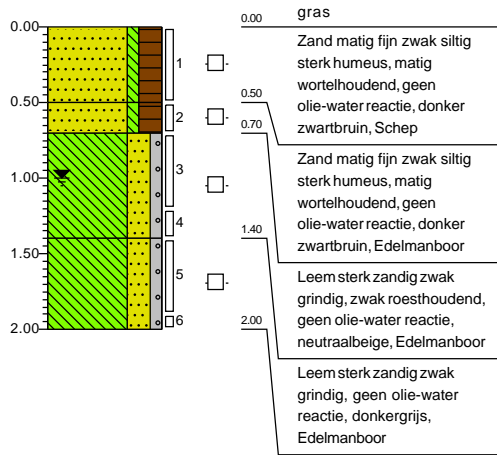 0.00
0.50
1.00
1.50
2.00
1
2
3
4
5
6
0.00
gras
Zand matig fijn zwak siltig
sterk humeus, matig
wortelhoudend, geen
olie-water reactie, donker
zwartbruin, Schep
0.50
Zand matig fijn zwak siltig
sterk humeus, matig
wortelhoudend, geen
olie-water reactie, donker
zwartbruin, Edelmanboor
0.70
Leem sterk zandig zwak
grindig, zwak roesthoudend,
geen olie-water reactie,
neutraalbeige, Edelmanboor
1.40
Leem sterk zandig zwak
grindig, geen olie-water
reactie, donkergrijs,
Edelmanboor
2.00